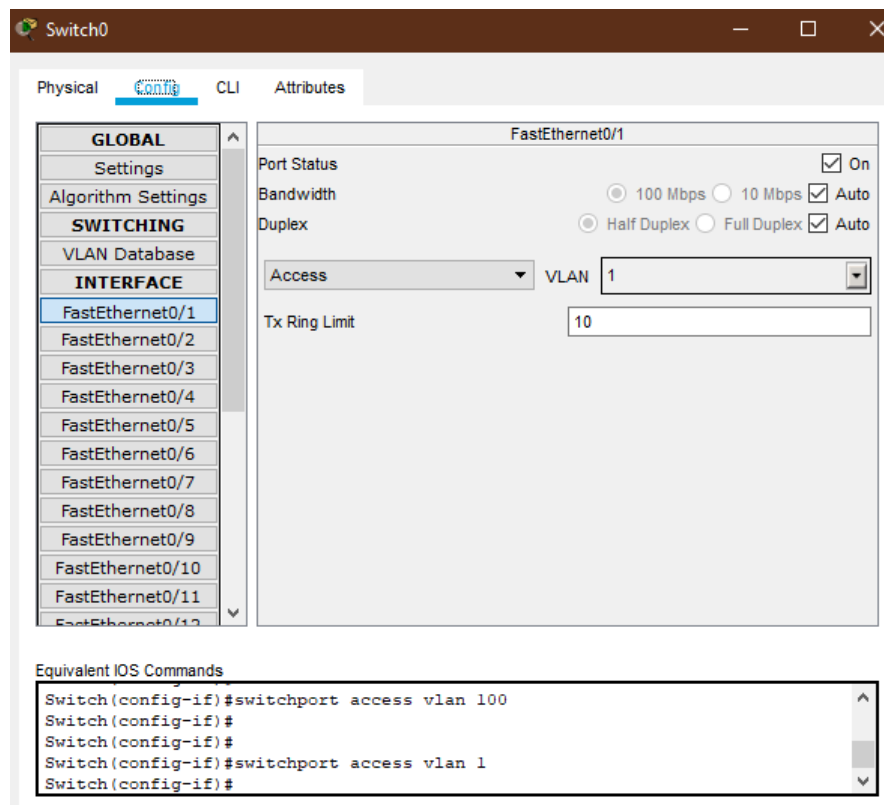 Switch0
Physical Config CLI Attributes
GLOBAL
Settings
Algorithm Settings
SWITCHING
VLAN Database
INTERFACE
FastEthernet0/1
FastEthernet0/2
FastEthernet0/3
FastEthernet0/4
FastEthernet0/5
FastEthernet0/6
FastEthernet0/7
FastEthernet0/8
FastEthernet0/9
FastEthernet0/10
FastEthernet0/11
FastEthernet0/12
FastEthernet0/1
Port Status On
Bandwidth 100 Mbps 10 Mbps Auto
Duplex Half Duplex Full Duplex Auto
Access VLAN 1
Tx Ring Limit 10
Equivalent IOS Commands
Switch(config-if)#switchport access vlan 100
Switch(config-if)#
Switch(config-if)#
Switch(config-if)#switchport access vlan 1
Switch(config-if)#